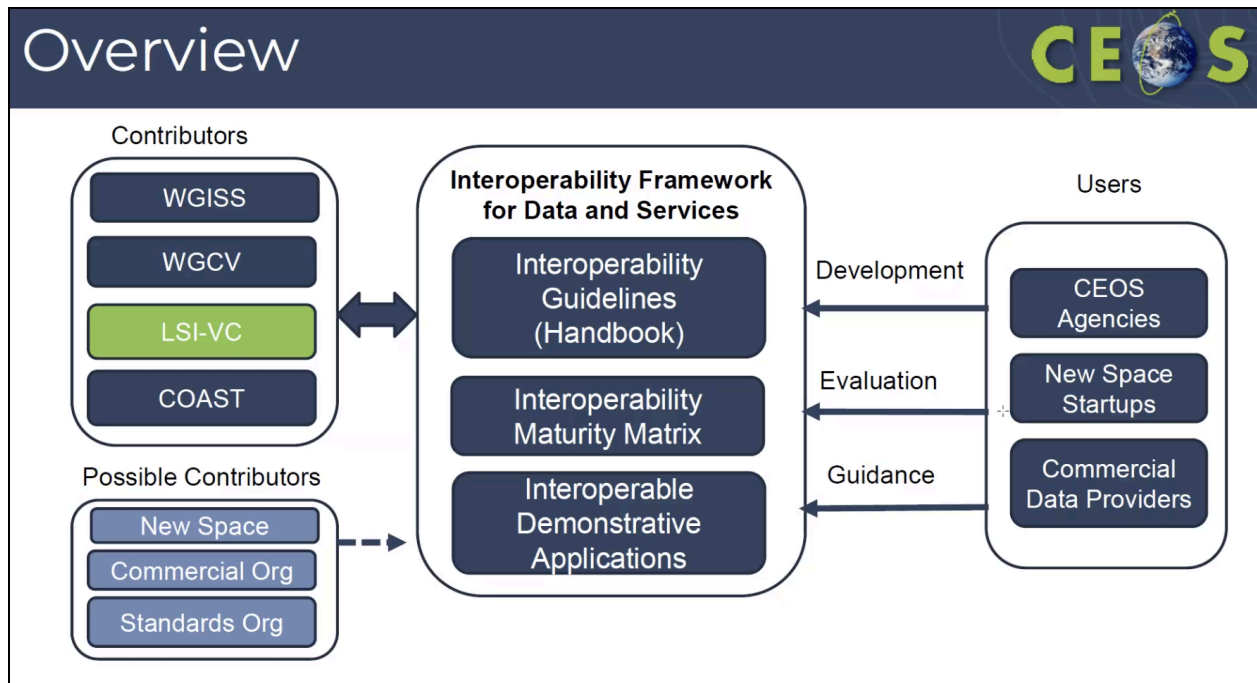 Overview
CEOS
Contributors
WGISS
WGCV
LSI-VC
COAST
Possible Contributors
New Space
Commercial Org
Standards Org
Interoperability Framework
for Data and Services
Interoperability
Guidelines
(Handbook)
Interoperability
Maturity Matrix
Interoperable
Demonstrative
Applications
Development
Evaluation
Guidance
Users
CEOS
Agencies
New Space
Startups
Commercial
Data Providers